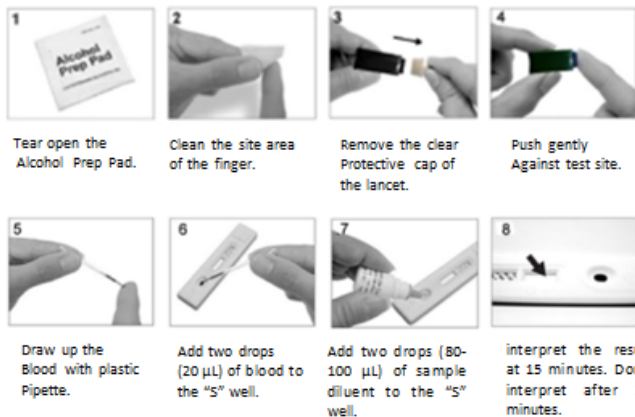 1
Alcohol
Prep Pad
Tear open the
Alcohol Prep Pad.
2
Clean the site area
of the finger.
3
Remove the clear
Protective cap of
the lancet.
4
Push gently
Against test site.
5
Draw up the
Blood with plastic
Pipette.
6
Add two drops
(20 µL) of blood to
the “S” well.
7
Add two drops (80-
100 µL) of sample
diluent to the “S”
well.
8
interpret the
at 15 minutes.
interpret after
minutes.